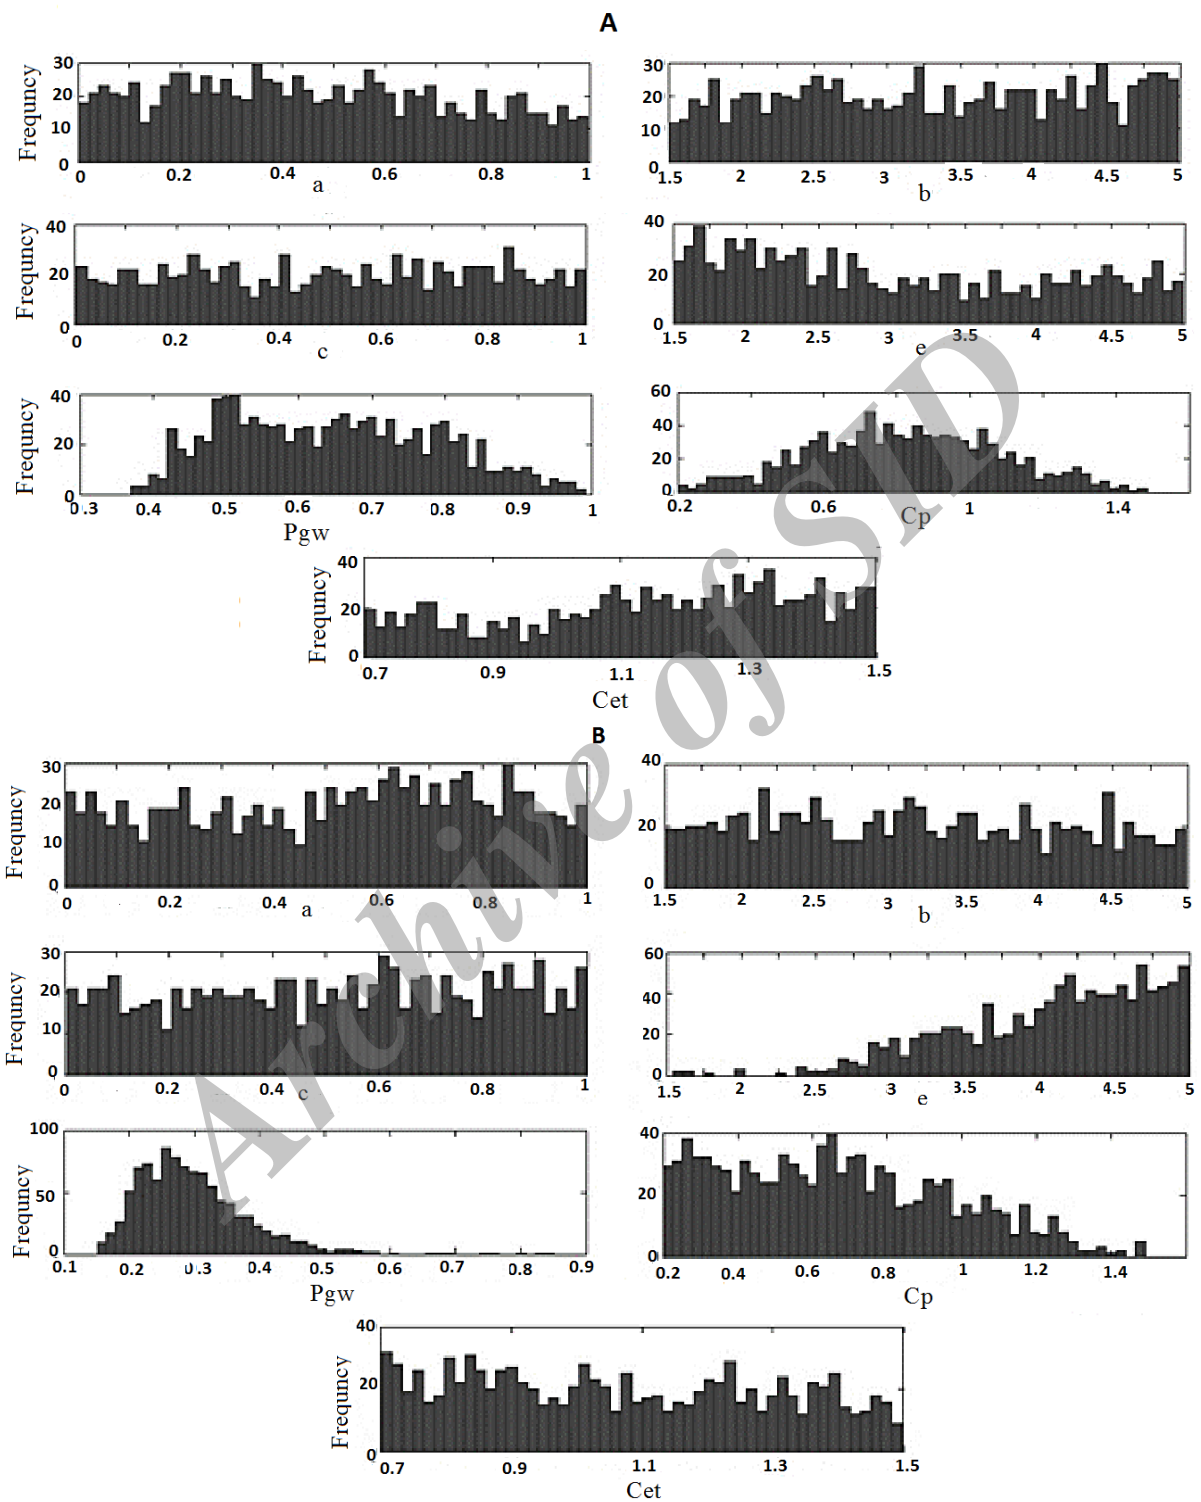 A
Frequncy 30 20 10 0
0 0.2 0.4 0.6 0.8 1
a
30 20 10 0
1.5 2 2.5 3 3.5 4 4.5 5
b
Frequncy 40 20 0
0 0.2 0.4 0.6 0.8 1
c
40 20 0
1.5 2 2.5 3 3.5 4 4.5 5
e
Frequncy 40 20 0
0.3 0.4 0.5 0.6 0.7 0.8 0.9 1
Pgw
60 40 20 0
0.2 0.6 1 1.4
Cp
Frequncy 40 20 0
0.7 0.9 1.1 1.3 1.5
Cet
B
Frequncy 30 20 10 0
0 0.2 0.4 0.6 0.8 1
a
40 20 0
1.5 2 2.5 3 3.5 4 4.5 5
b
Frequncy 30 20 10 0
0 0.2 0.4 0.6 0.8 1
c
60 40 20 0
1.5 2 2.5 3 3.5 4 4.5 5
e
Frequncy 100 50 0
0.1 0.2 0.3 0.4 0.5 0.6 0.7 0.8 0.9
Pgw
40 20 0
0.2 0.4 0.6 0.8 1 1.2 1.4
Cp
Frequncy 40 20 0
0.7 0.9 1.1 1.3 1.5
Cet
Archive of SID